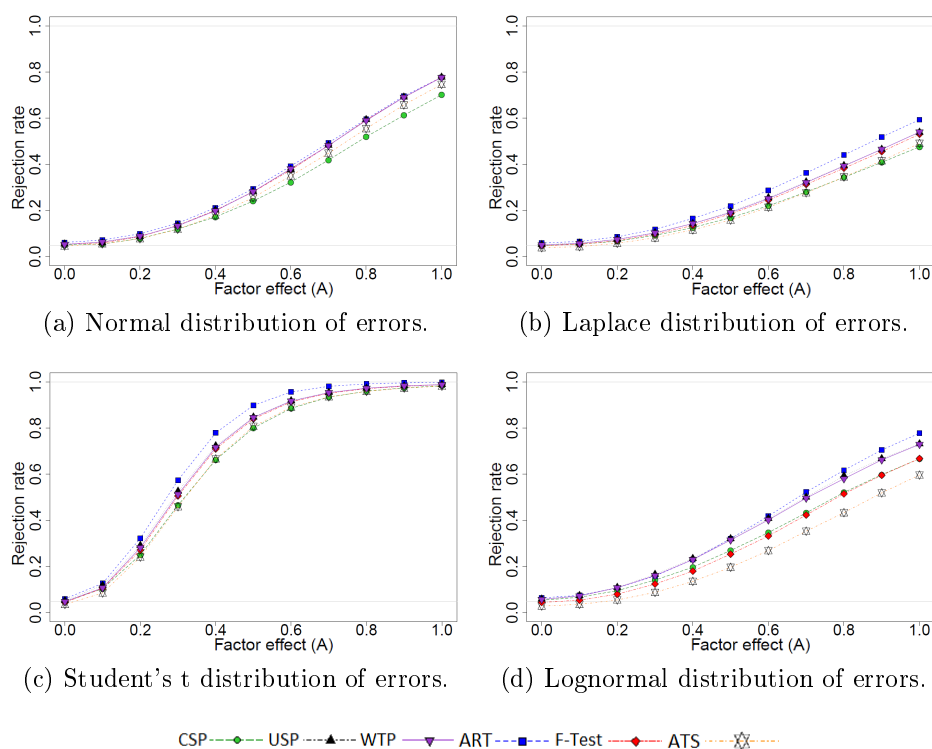 1.0
0.8
0.6
0.4
0.2
0.0
Rejection rate
0.0 0.2 0.4 0.6 0.8 1.0
Factor effect (A)
(a) Normal distribution of errors.
1.0
0.8
0.6
0.4
0.2
0.0
Rejection rate
0.0 0.2 0.4 0.6 0.8 1.0
Factor effect (A)
(b) Laplace distribution of errors.
1.0
0.8
0.6
0.4
0.2
0.0
Rejection rate
0.0 0.2 0.4 0.6 0.8 1.0
Factor effect (A)
(c) Student's t distribution of errors.
1.0
0.8
0.6
0.4
0.2
0.0
Rejection rate
0.0 0.2 0.4 0.6 0.8 1.0
Factor effect (A)
(d) Lognormal distribution of errors.
CSP USP WTP ART F-Test ATS